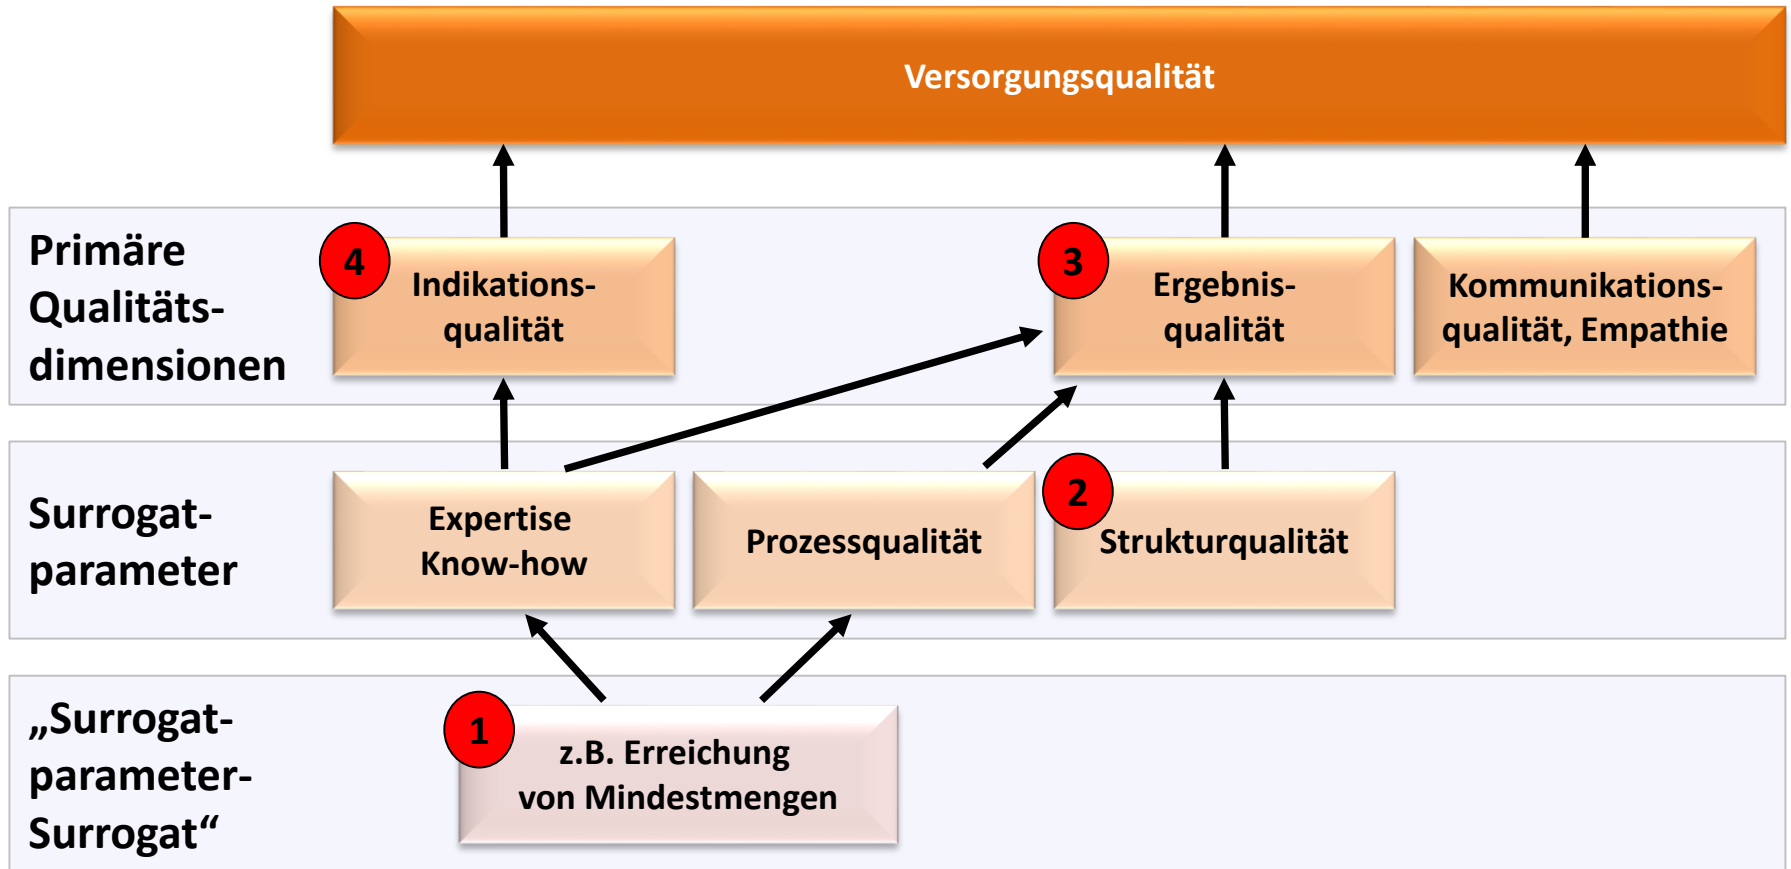 Versorgungsqualität
Primäre
Qualitäts-
dimensionen
4
Indikations-
qualität
3
Ergebnis-
qualität
Kommunikations-
qualität, Empathie
Surrogat-
parameter
Expertise
Know-how
Prozessqualität
2
Strukturqualität
„Surrogat-
parameter-
Surrogat“
1
z.B. Erreichung
von Mindestmengen